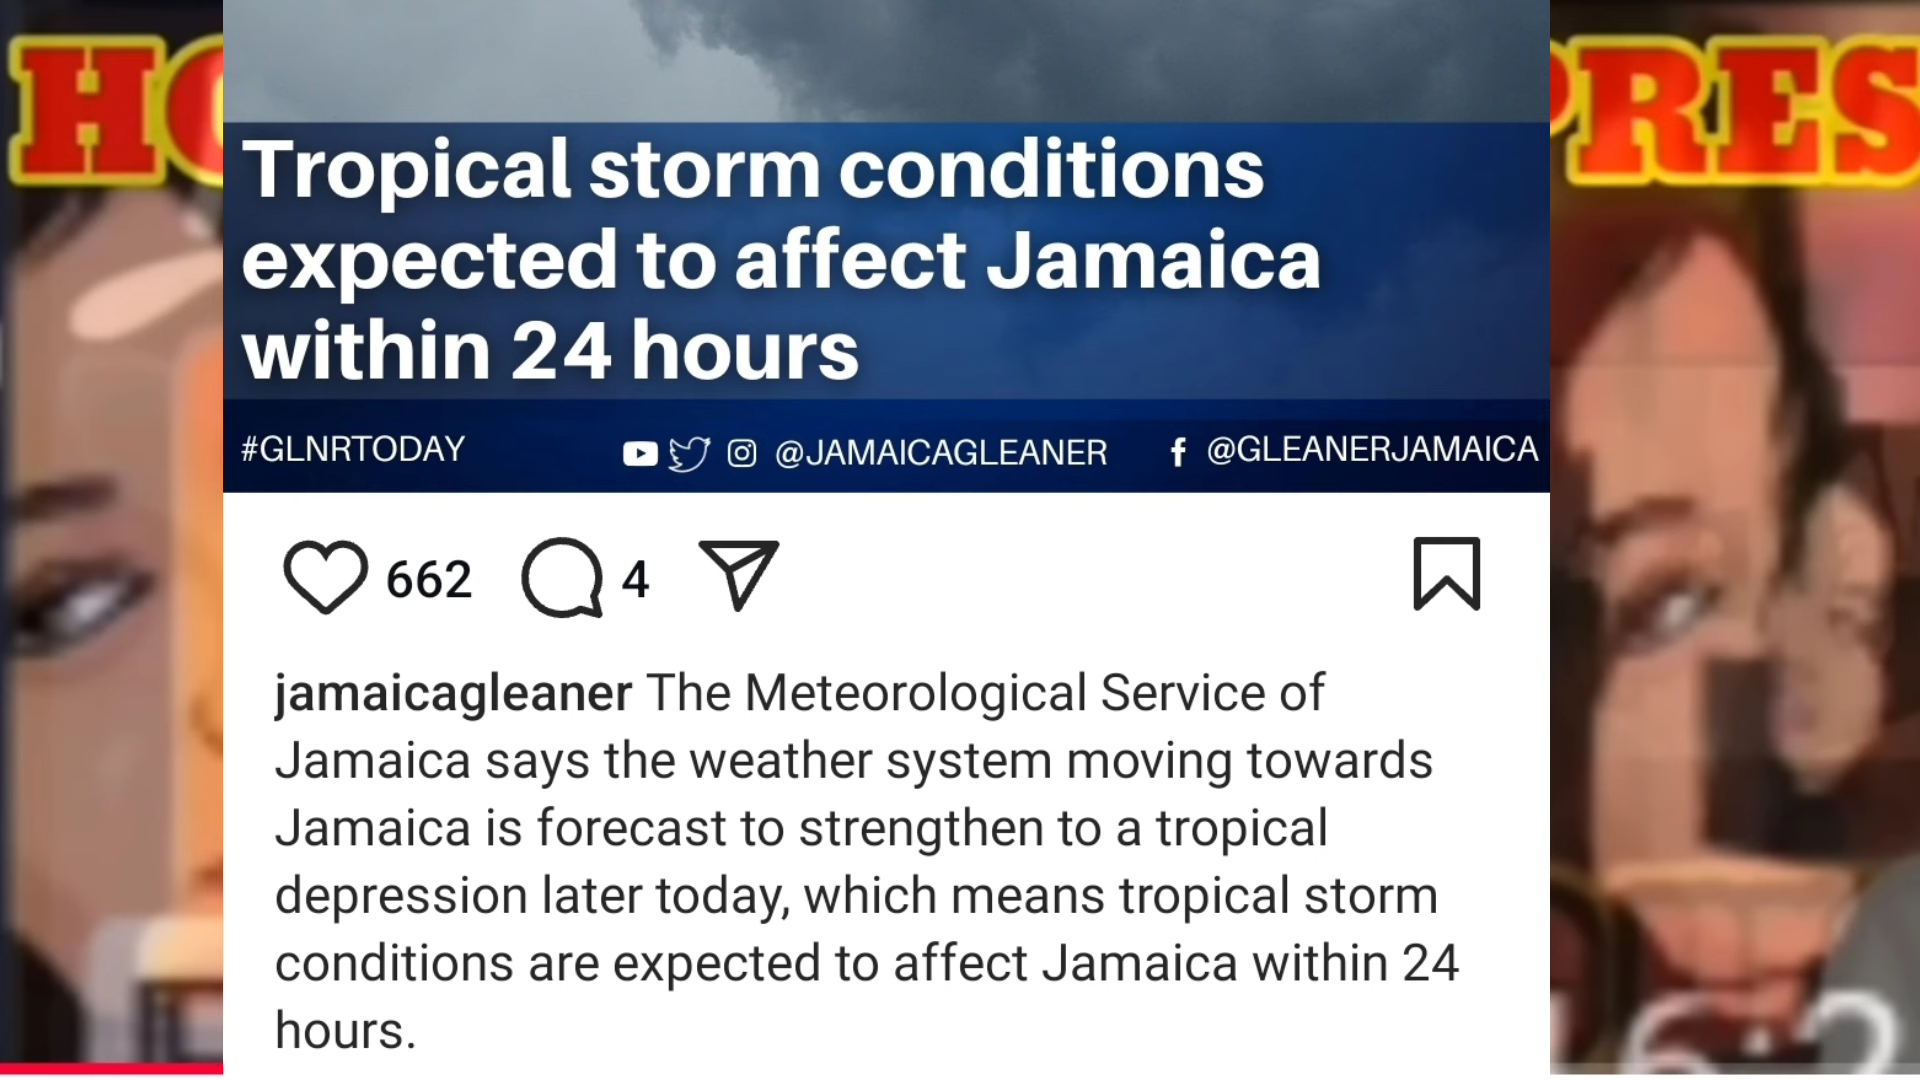 HO
PRES
Tropical storm conditions
expected to affect Jamaica
within 24 hours
#GLNRTODAY
@JAMAICAGLEANER
f @GLEANERJAMAICA
662
4
jamaicagleaner The Meteorological Service of
Jamaica says the weather system moving towards
Jamaica is forecast to strengthen to a tropical
depression later today, which means tropical storm
conditions are expected to affect Jamaica within 24
hours.